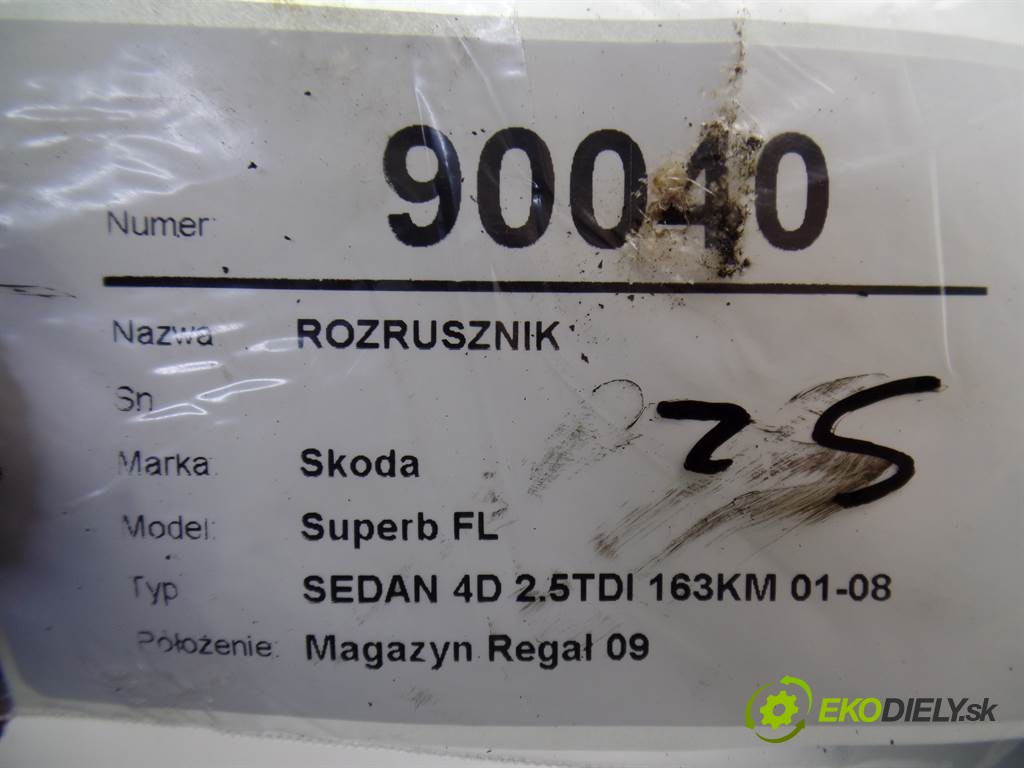 Numer: 90040
Nazwa: ROZRUSZNIK
Sn
25
Marka: Skoda
Model: Superb FL
Typ SEDAN 4D 2.5TDI 163KM 01-08
Położenie: Magazyn Regał 09
EKODIELY.sk